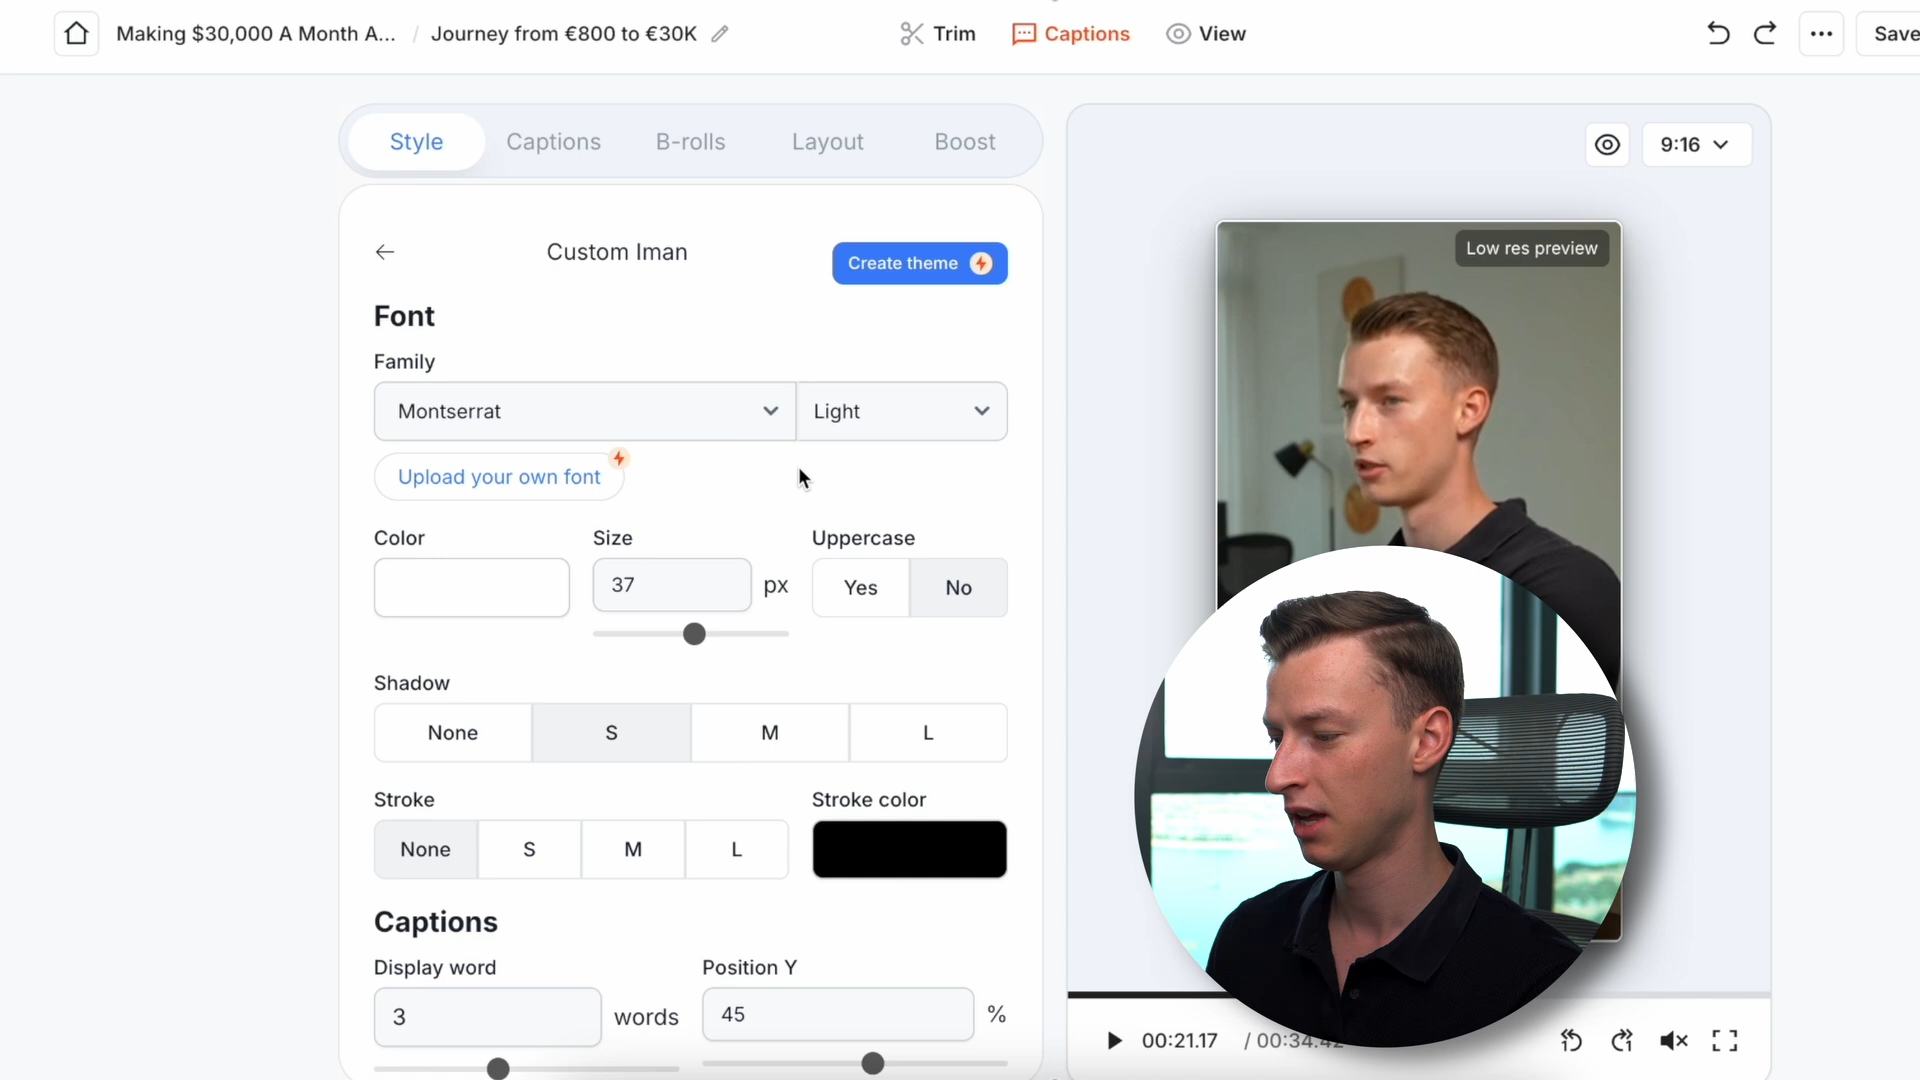 Making $30,000 A Month A... / Journey from €800 to €30K
Trim
Captions
View
Save
Style
Captions
B-rolls
Layout
Boost
9:16
Custom Iman
Create theme
Low res preview
Font
Family
Montserrat
Light
Upload your own font
Color
Size
Uppercase
37 px
Yes
No
Shadow
None
S
M
L
Stroke
Stroke color
None
S
M
L
Captions
Display word
Position Y
3 words
45 %
00:21.17 / 00:34.42